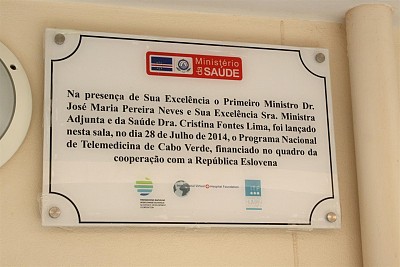 Ministério
da SAÚDE
Na presença de Sua Excelência o Primeiro Ministro Dr.
José Maria Pereira Neves e Sua Excelência Sra. Ministra
Adjunta e da Saúde Dra. Cristina Fontes Lima, foi lançado
nesta sala, no dia 28 de Julho de 2014, o Programa Nacional
de Telemedicina de Cabo Verde, financiado no quadro da
cooperação com a República Eslovena